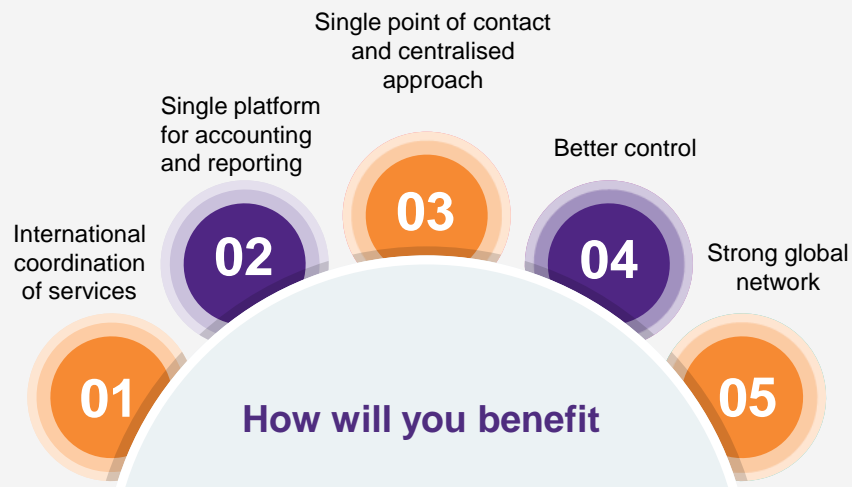 International
coordination
of services
01
Single platform
for accounting
and reporting
02
Single point of contact
and centralised
approach
03
Better control
04
Strong global
network
05
How will you benefit